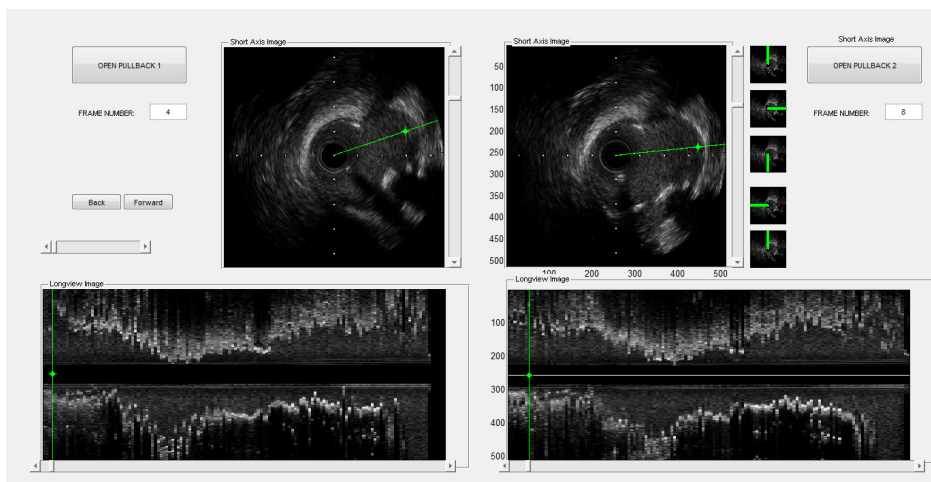 Short Axis Image
OPEN PULLBACK 1
FRAME NUMBER: 4
Back Forward
Short Axis Image
50
100
150
200
250
300
350
400
450
500
100 200 300 400 500
Short Axis Image
OPEN PULLBACK 2
FRAME NUMBER: 8
Longview Image
Longview Image
100
200
300
400
500